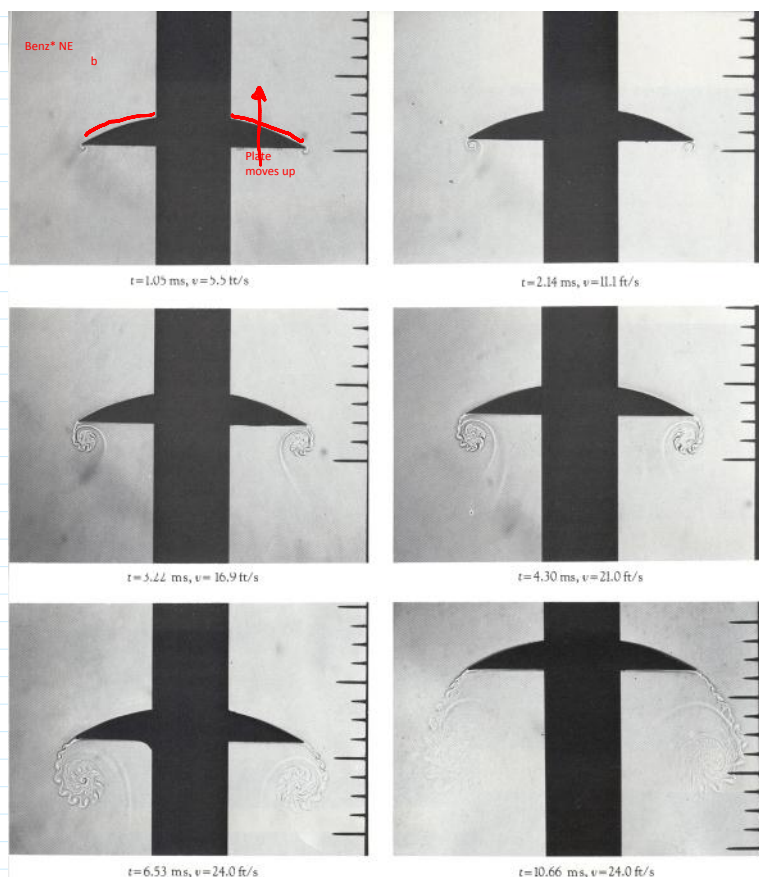 Benz* NE
b
Plate
moves up
t=1.05 ms, v=5.5 ft/s
t=2.14 ms, v=11.1 ft/s
t=3.22 ms, v= 16.9 ft/s
t=4.30 ms, v=21.0 ft/s
t=6.53 ms, v=24.0 ft/s
t=10.66 ms, v=24.0 ft/s